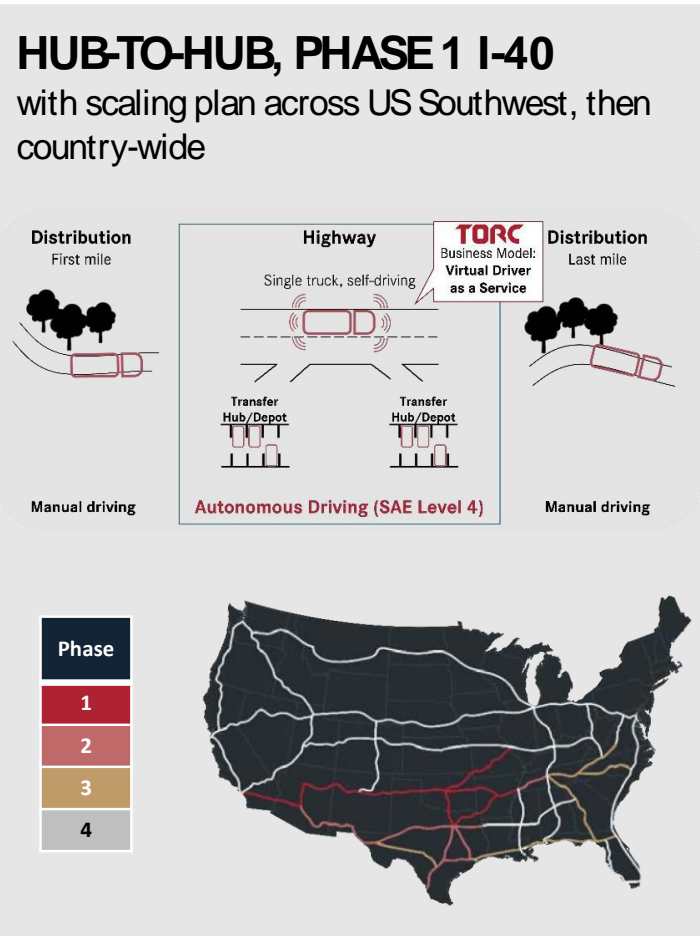 HUB-TO-HUB, PHASE 1 I-40
with scaling plan across US Southwest, then
country-wide
Distribution
First mile
Highway
Single truck, self-driving
TORC
Business Model:
Virtual Driver
as a Service
Distribution
Last mile
Transfer
Hub/Depot
Transfer
Hub/Depot
Manual driving
Autonomous Driving (SAE Level 4)
Manual driving
Phase
1
2
3
4